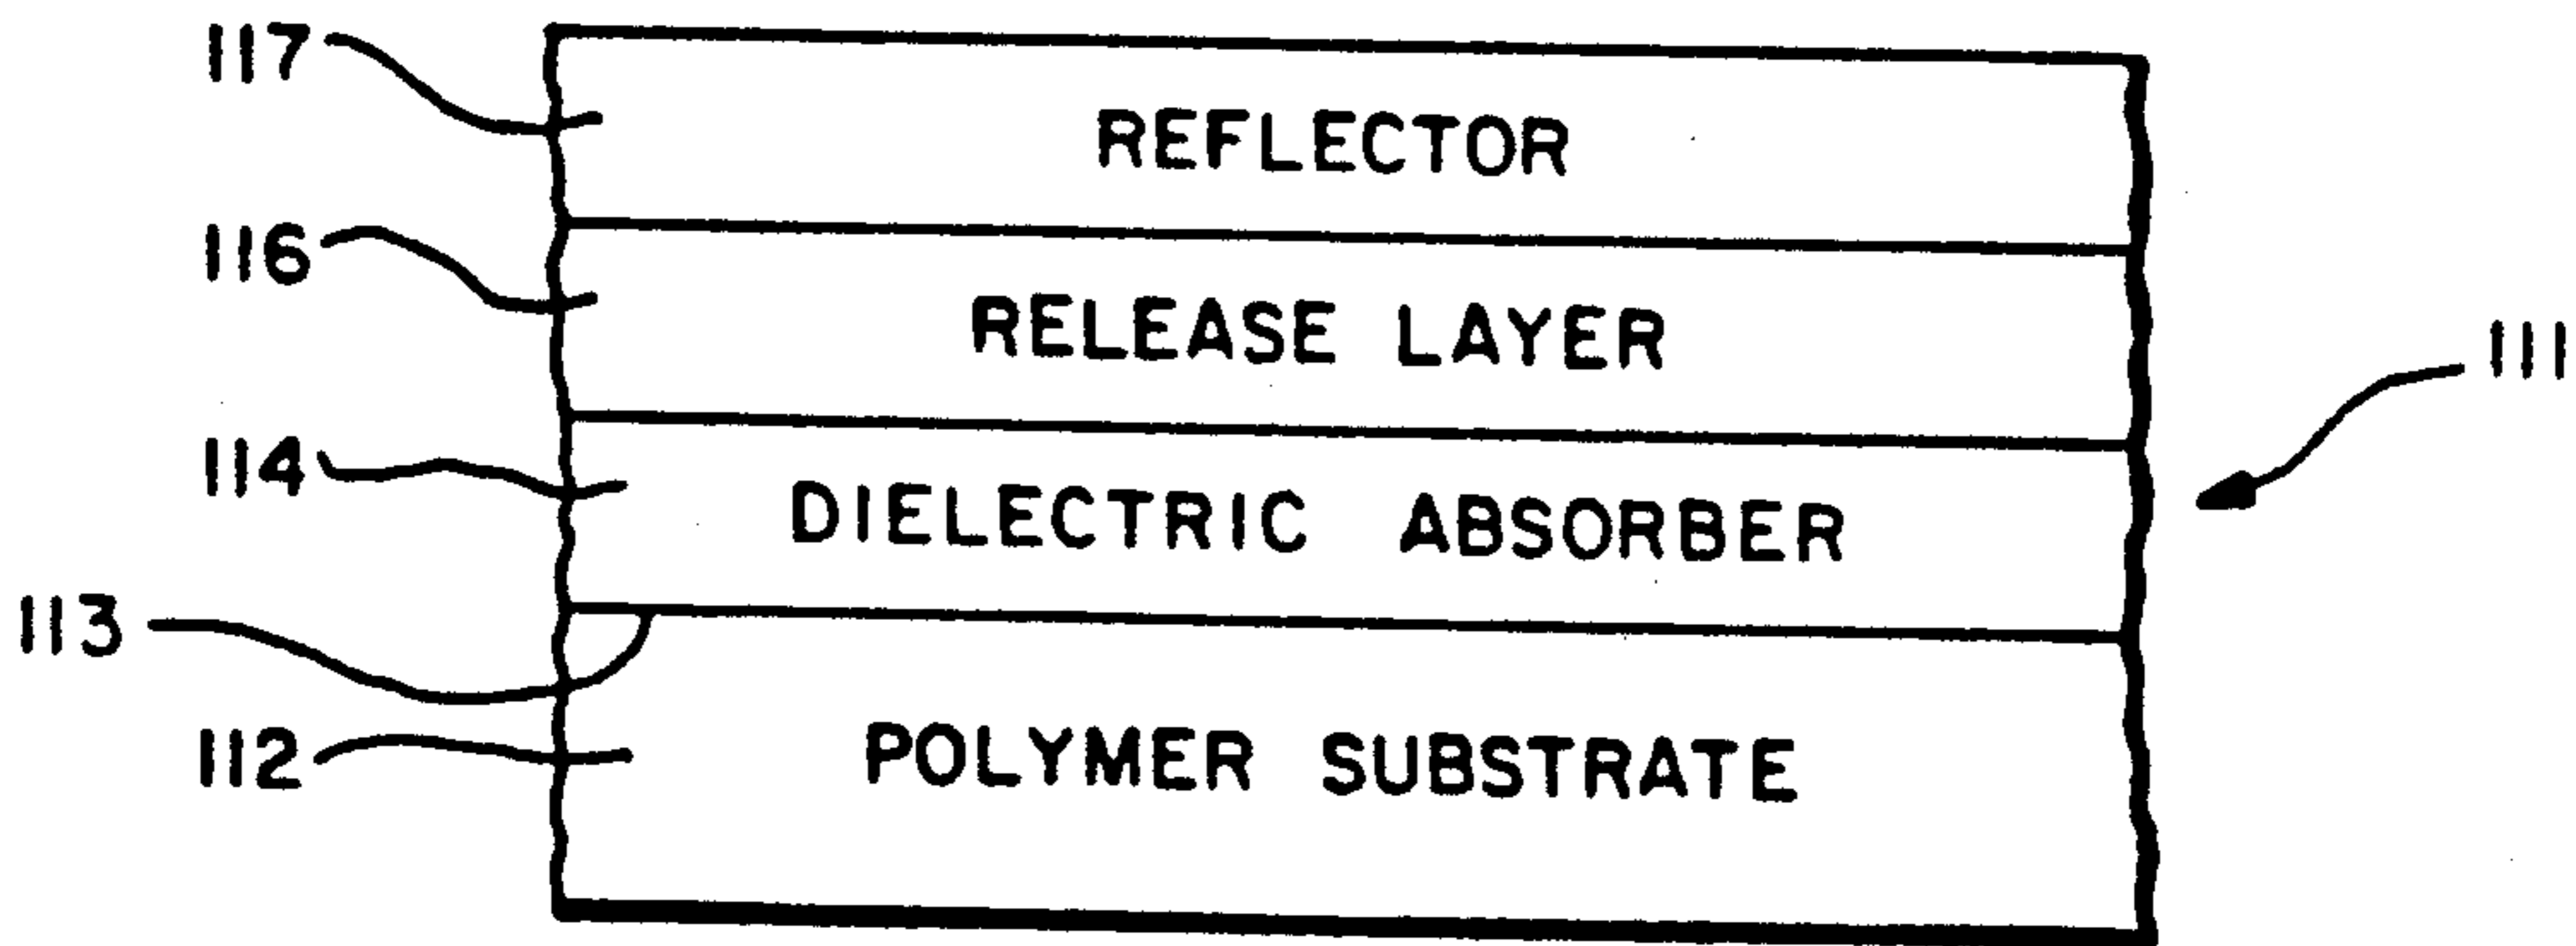 117
REFLECTOR
116
RELEASE LAYER
111
114
DIELECTRIC ABSORBER
113
112
POLYMER SUBSTRATE